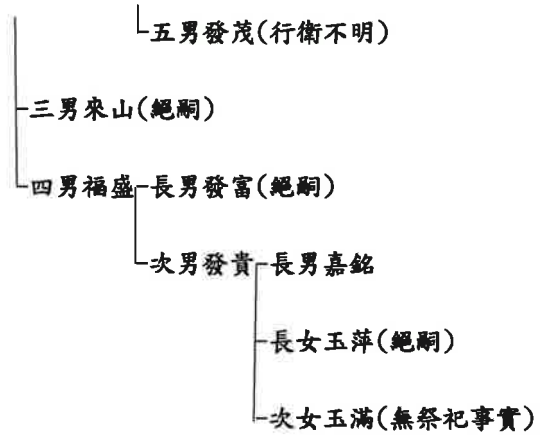 五男發茂(行衛不明)
三男來山(絕嗣)
四男福盛 長男發富(絕嗣)
次男發貴 長男嘉銘
長女玉萍(絕嗣)
次女玉滿(無祭祀事實)